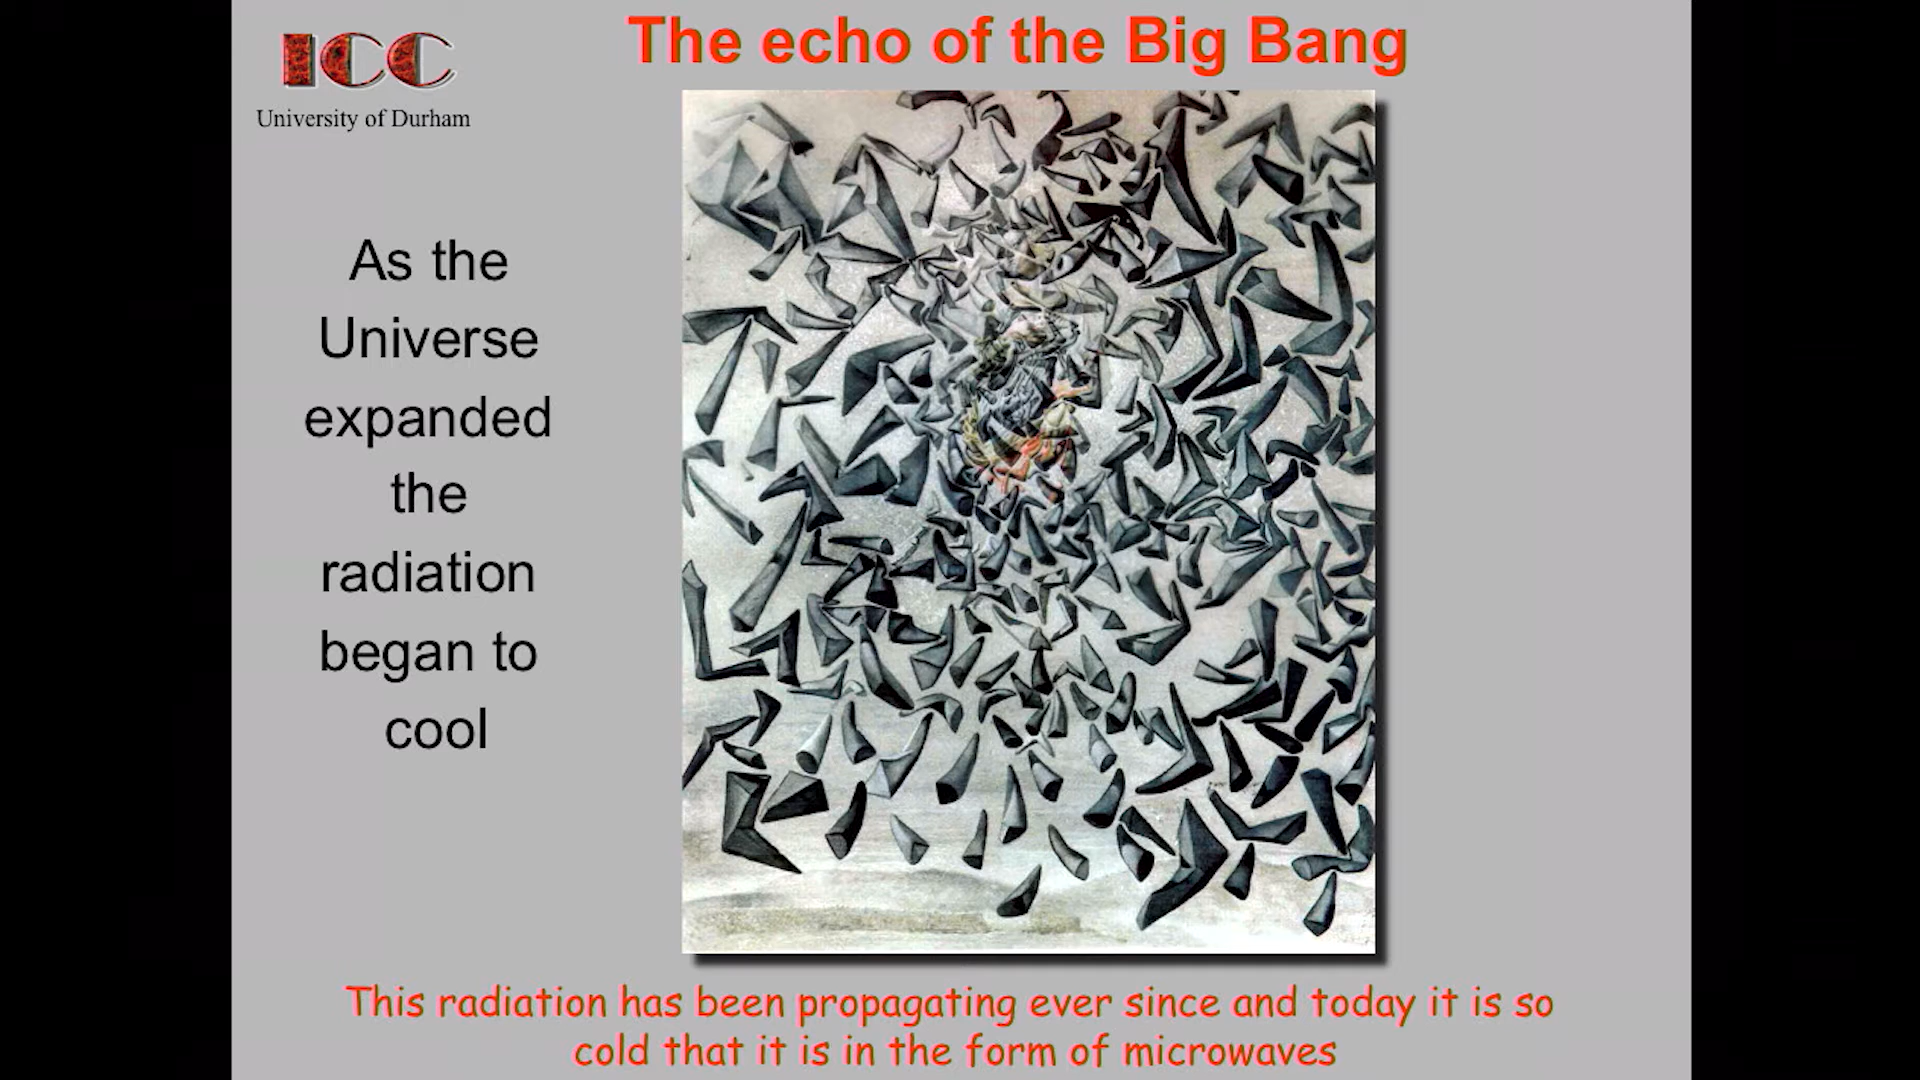 ICC
University of Durham
The echo of the Big Bang
As the
Universe
expanded
the
radiation
began to
cool
This radiation has been propagating ever since and today it is so
cold that it is in the form of microwaves